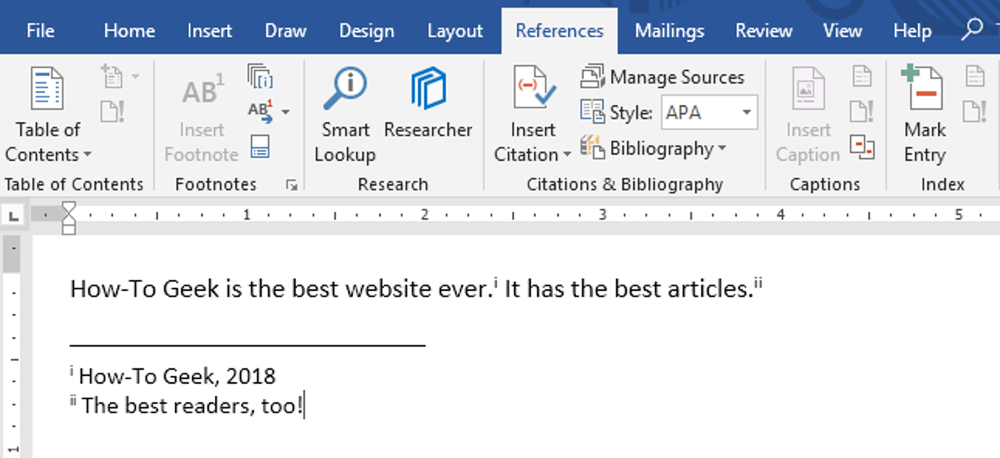 File Home Insert Draw Design Layout References Mailings Review View Help
AB1 [i] Manage Sources
AB1 Style: APA
Table of Insert Smart Researcher Insert Insert Mark
Contents Footnote Lookup Citation Bibliography Caption Entry
Table of Contents Footnotes Research Citations & Bibliography Captions Index
L 1 2 3 4 5
How-To Geek is the best website ever.i It has the best articles.ii
i How-To Geek, 2018
ii The best readers, too!
1